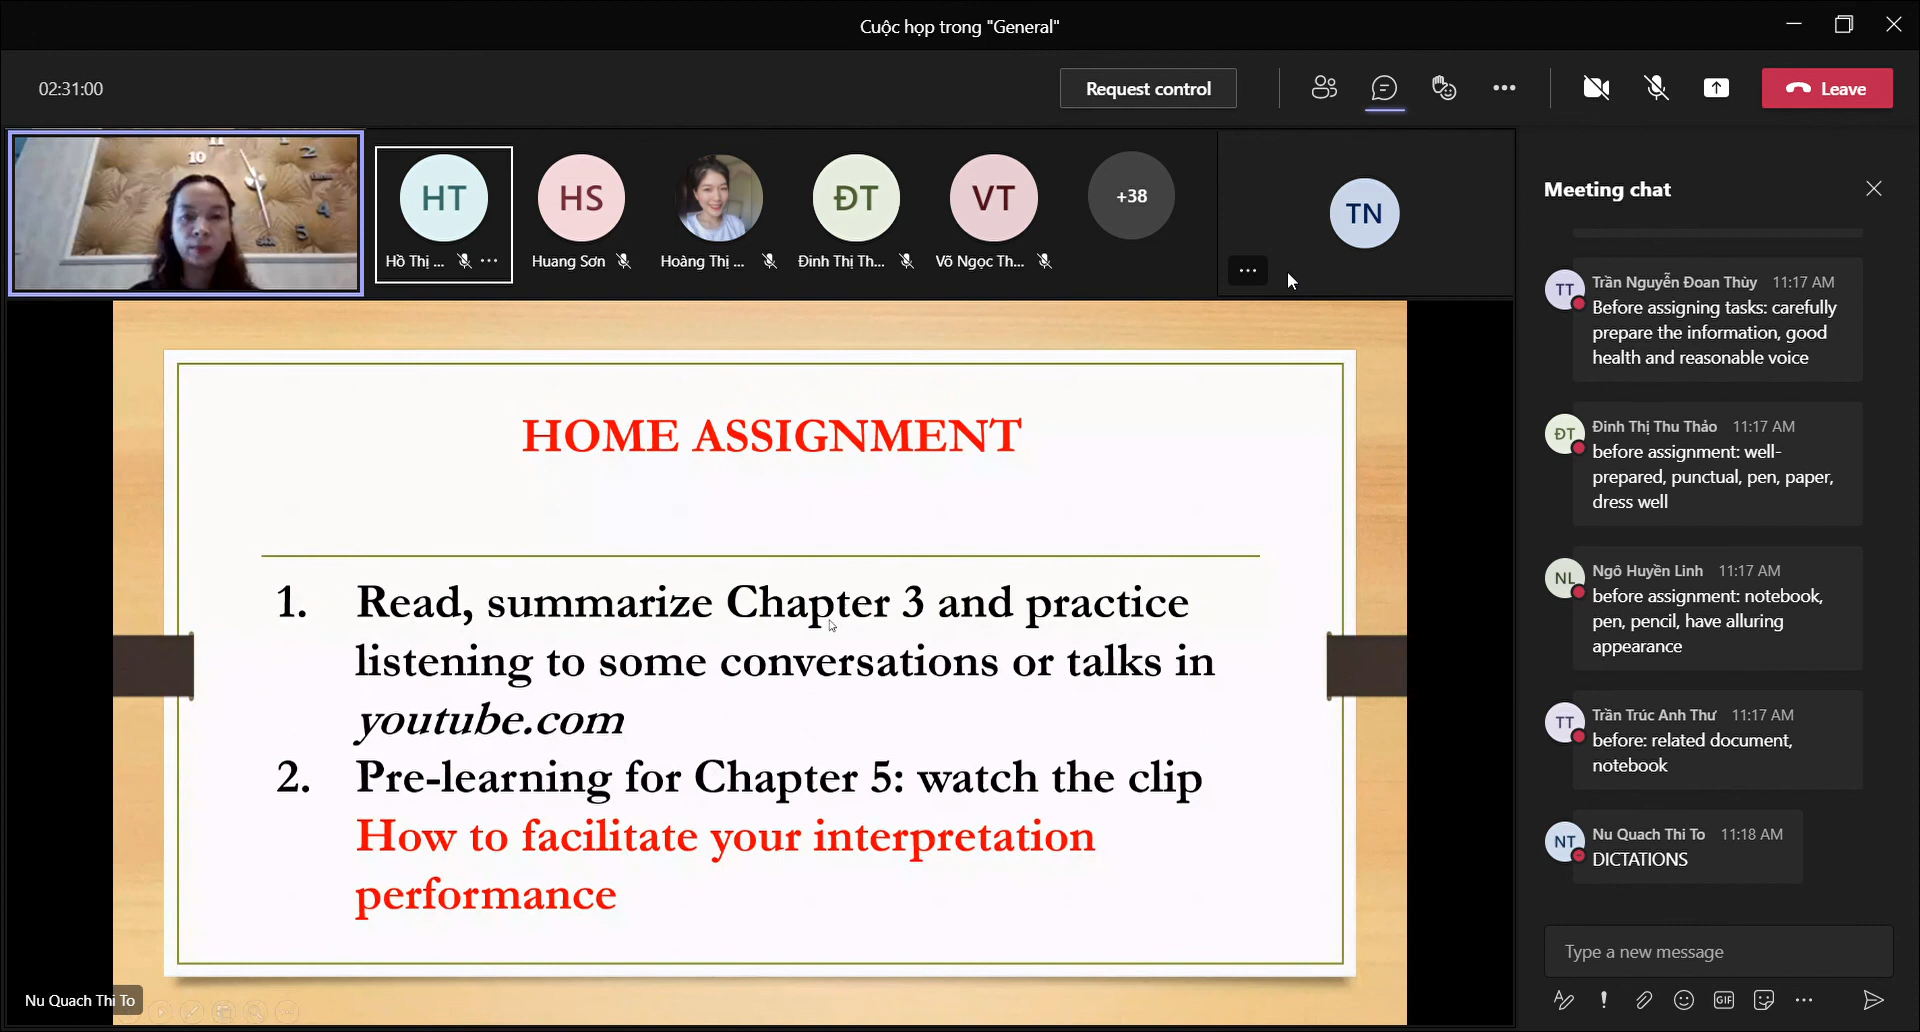 Cuộc họp trong "General"
02:31:00
Request control
Leave
10
11
1
2
4
5
HT
Hồ Thị ...
HS
Huang Sơn
Hoàng Thị ...
ĐT
Đinh Thị Th...
VT
Võ Ngọc Th...
+38
TN
HOME ASSIGNMENT
1. Read, summarize Chapter 3 and practice
listening to some conversations or talks in
youtube.com
2. Pre-learning for Chapter 5: watch the clip
How to facilitate your interpretation
performance
Nu Quach Thi To
Meeting chat
TT
Trần Nguyễn Đoan Thùy 11:17 AM
Before assigning tasks: carefully
prepare the information, good
health and reasonable voice
ĐT
Đinh Thị Thu Thảo 11:17 AM
before assignment: well-
prepared, punctual, pen, paper,
dress well
NL
Ngô Huyền Linh 11:17 AM
before assignment: notebook,
pen, pencil, have alluring
appearance
TT
Trần Trúc Anh Thư 11:17 AM
before: related document,
notebook
NT
Nu Quach Thi To 11:18 AM
DICTATIONS
Type a new message
GIF